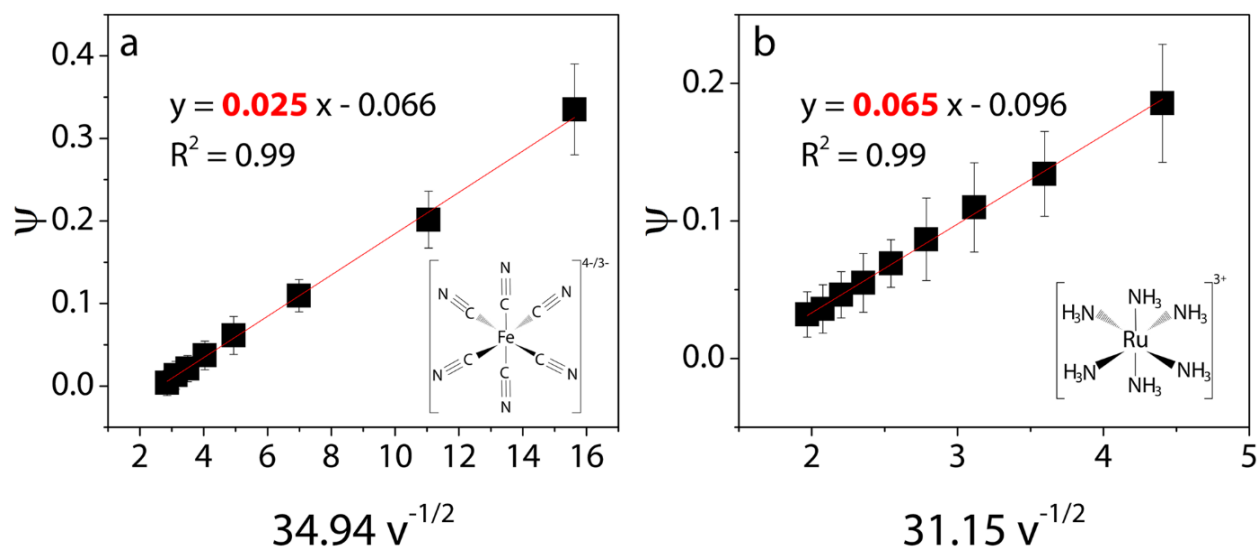 a
0.4
0.3
0.2
0.1
0.0
ψ
y = 0.025 x - 0.066
R² = 0.99
4-/3-
N N N
C C C
Fe
C C C
N N N
2 4 6 8 10 12 14 16
34.94 v⁻¹/²
b
0.2
0.1
0.0
ψ
y = 0.065 x - 0.096
R² = 0.99
3+
NH₃
H₃N NH₃
Ru
H₃N NH₃
NH₃
2 3 4 5
31.15 v⁻¹/²